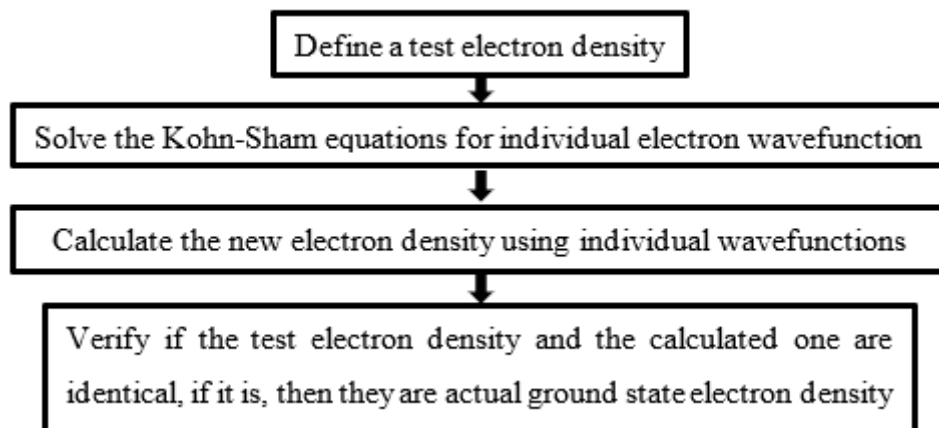 Define a test electron density
Solve the Kohn-Sham equations for individual electron wavefunction
Calculate the new electron density using individual wavefunctions
Verify if the test electron density and the calculated one are
identical, if it is, then they are actual ground state electron density